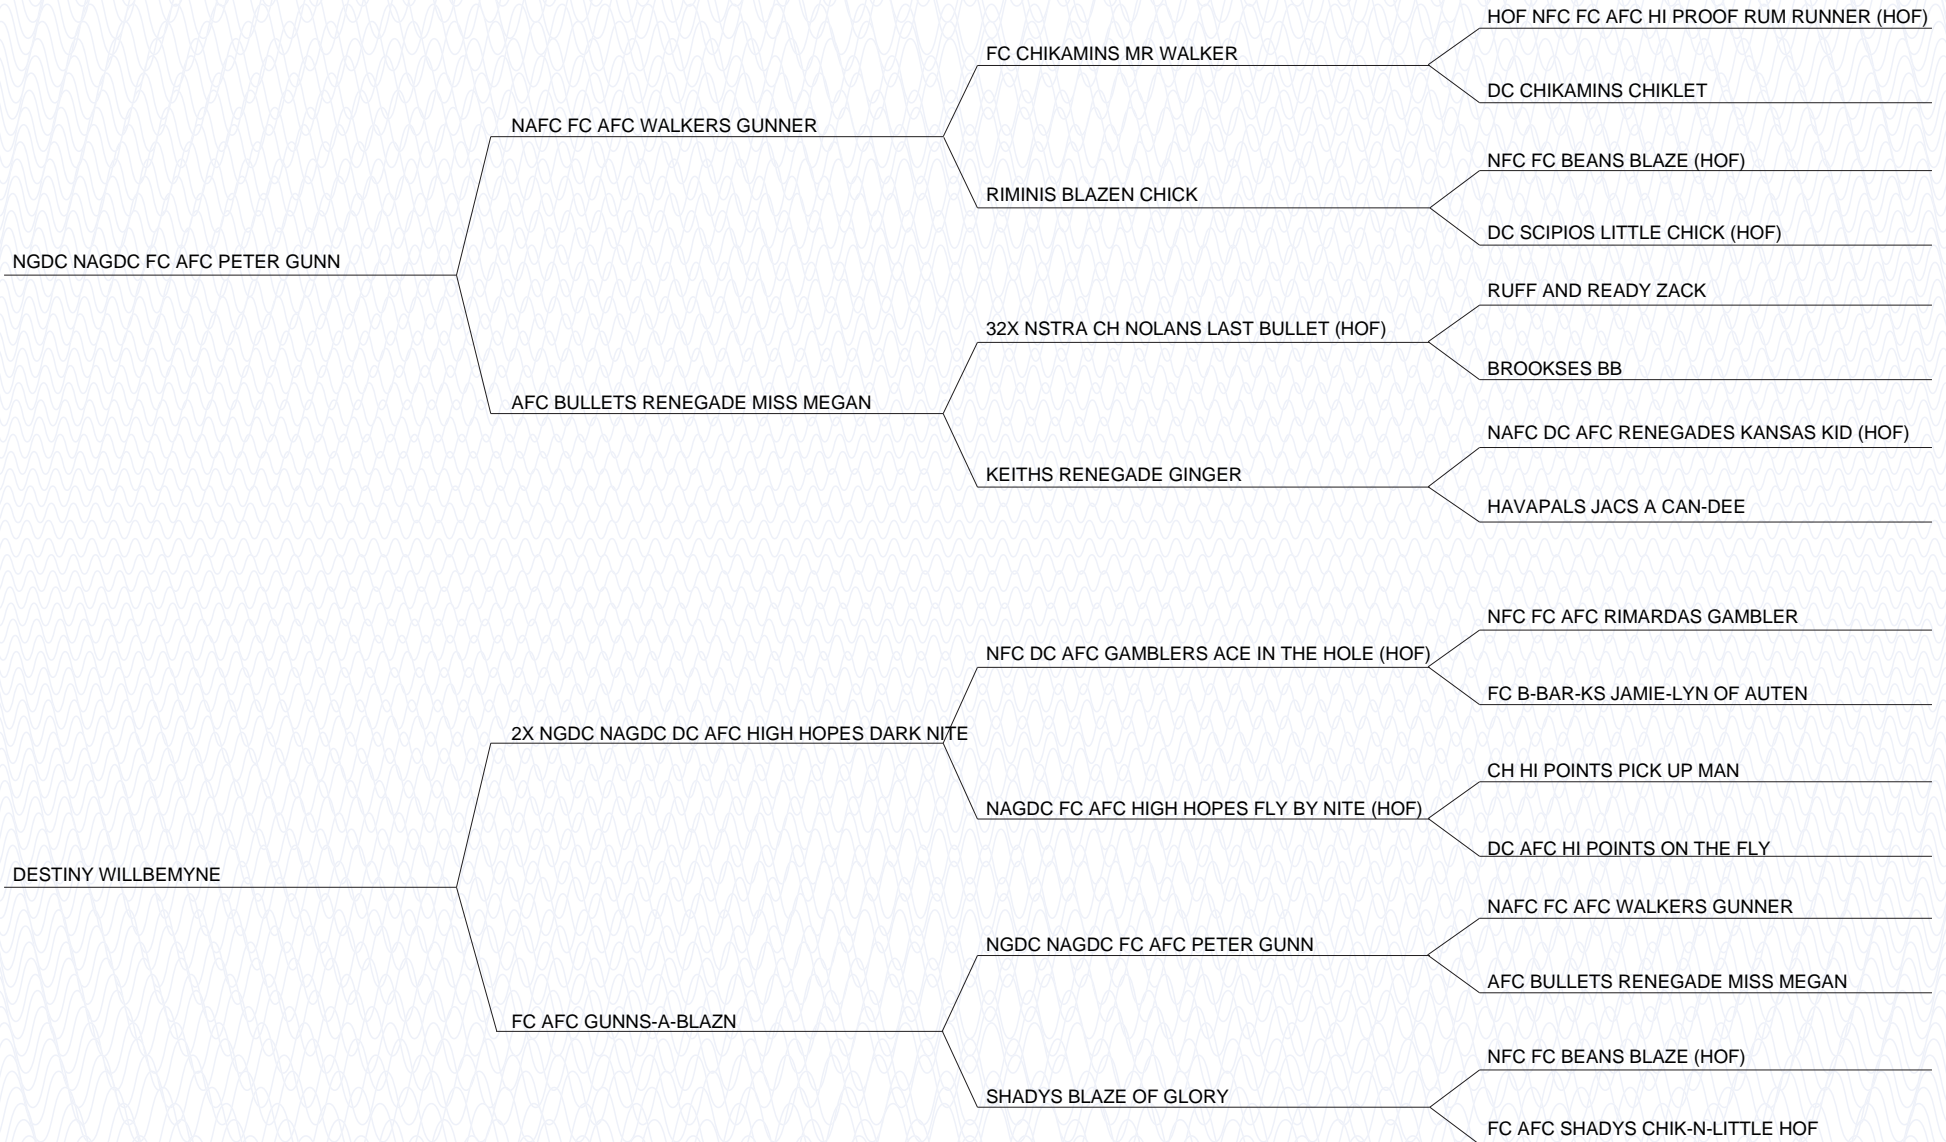 HOF NFC FC AFC HI PROOF RUM RUNNER (HOF)
FC CHIKAMINS MR WALKER
DC CHIKAMINS CHIKLET
NAFC FC AFC WALKERS GUNNER
NFC FC BEANS BLAZE (HOF)
RIMINIS BLAZEN CHICK
DC SCIPIOS LITTLE CHICK (HOF)
NGDC NAGDC FC AFC PETER GUNN
RUFF AND READY ZACK
32X NSTRA CH NOLANS LAST BULLET (HOF)
BROOKSES BB
AFC BULLETS RENEGADE MISS MEGAN
NAFC DC AFC RENEGADES KANSAS KID (HOF)
KEITHS RENEGADE GINGER
HAVAPALS JACS A CAN-DEE
NFC FC AFC RIMARDAS GAMBLER
NFC DC AFC GAMBLERS ACE IN THE HOLE (HOF)
FC B-BAR-KS JAMIE-LYN OF AUTEN
2X NGDC NAGDC DC AFC HIGH HOPES DARK NITE
CH HI POINTS PICK UP MAN
NAGDC FC AFC HIGH HOPES FLY BY NITE (HOF)
DC AFC HI POINTS ON THE FLY
DESTINY WILLBEMYNE
NAFC FC AFC WALKERS GUNNER
NGDC NAGDC FC AFC PETER GUNN
AFC BULLETS RENEGADE MISS MEGAN
FC AFC GUNNS-A-BLAZN
NFC FC BEANS BLAZE (HOF)
SHADYS BLAZE OF GLORY
FC AFC SHADYS CHIK-N-LITTLE HOF